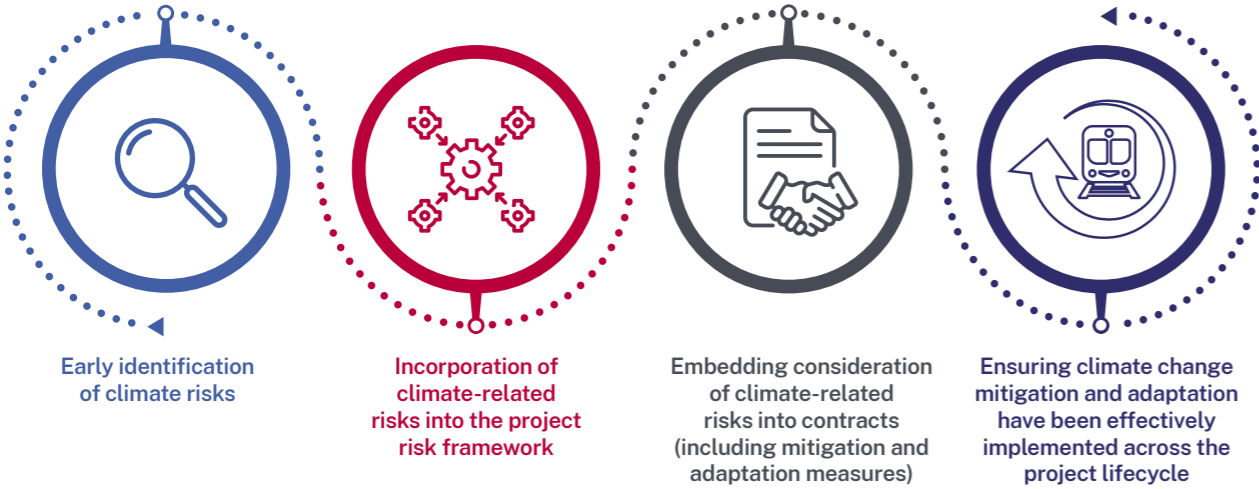 Early identification
of climate risks
Incorporation of
climate-related
risks into the project
risk framework
Embedding consideration
of climate-related
risks into contracts
(including mitigation and
adaptation measures)
Ensuring climate change
mitigation and adaptation
have been effectively
implemented across the
project lifecycle